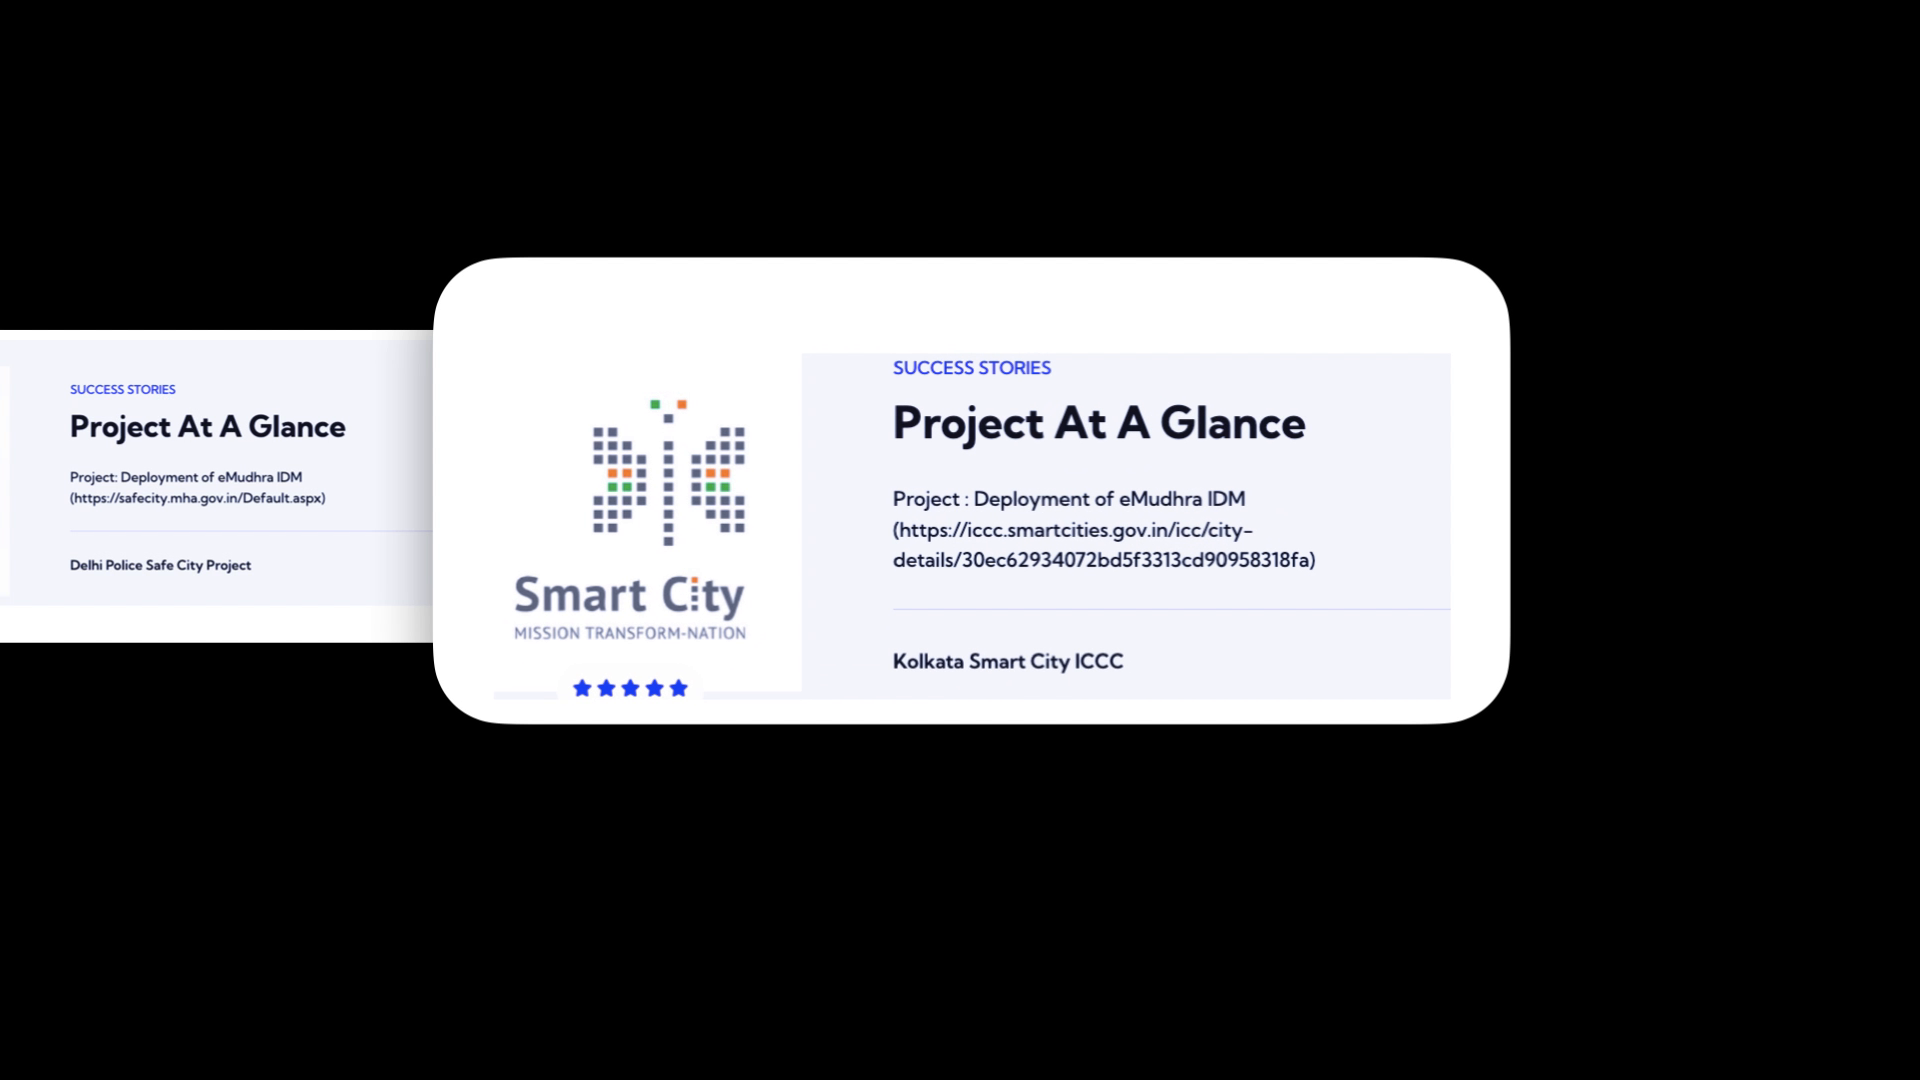 SUCCESS STORIES
Project At A Glance
Project: Deployment of eMudhra IDM
(https://safecity.mha.gov.in/Default.aspx)
Delhi Police Safe City Project
Smart City
MISSION TRANSFORM-NATION
SUCCESS STORIES
Project At A Glance
Project : Deployment of eMudhra IDM
(https://iccc.smartcities.gov.in/icc/city-
details/30ec62934072bd5f3313cd90958318fa)
Kolkata Smart City ICCC